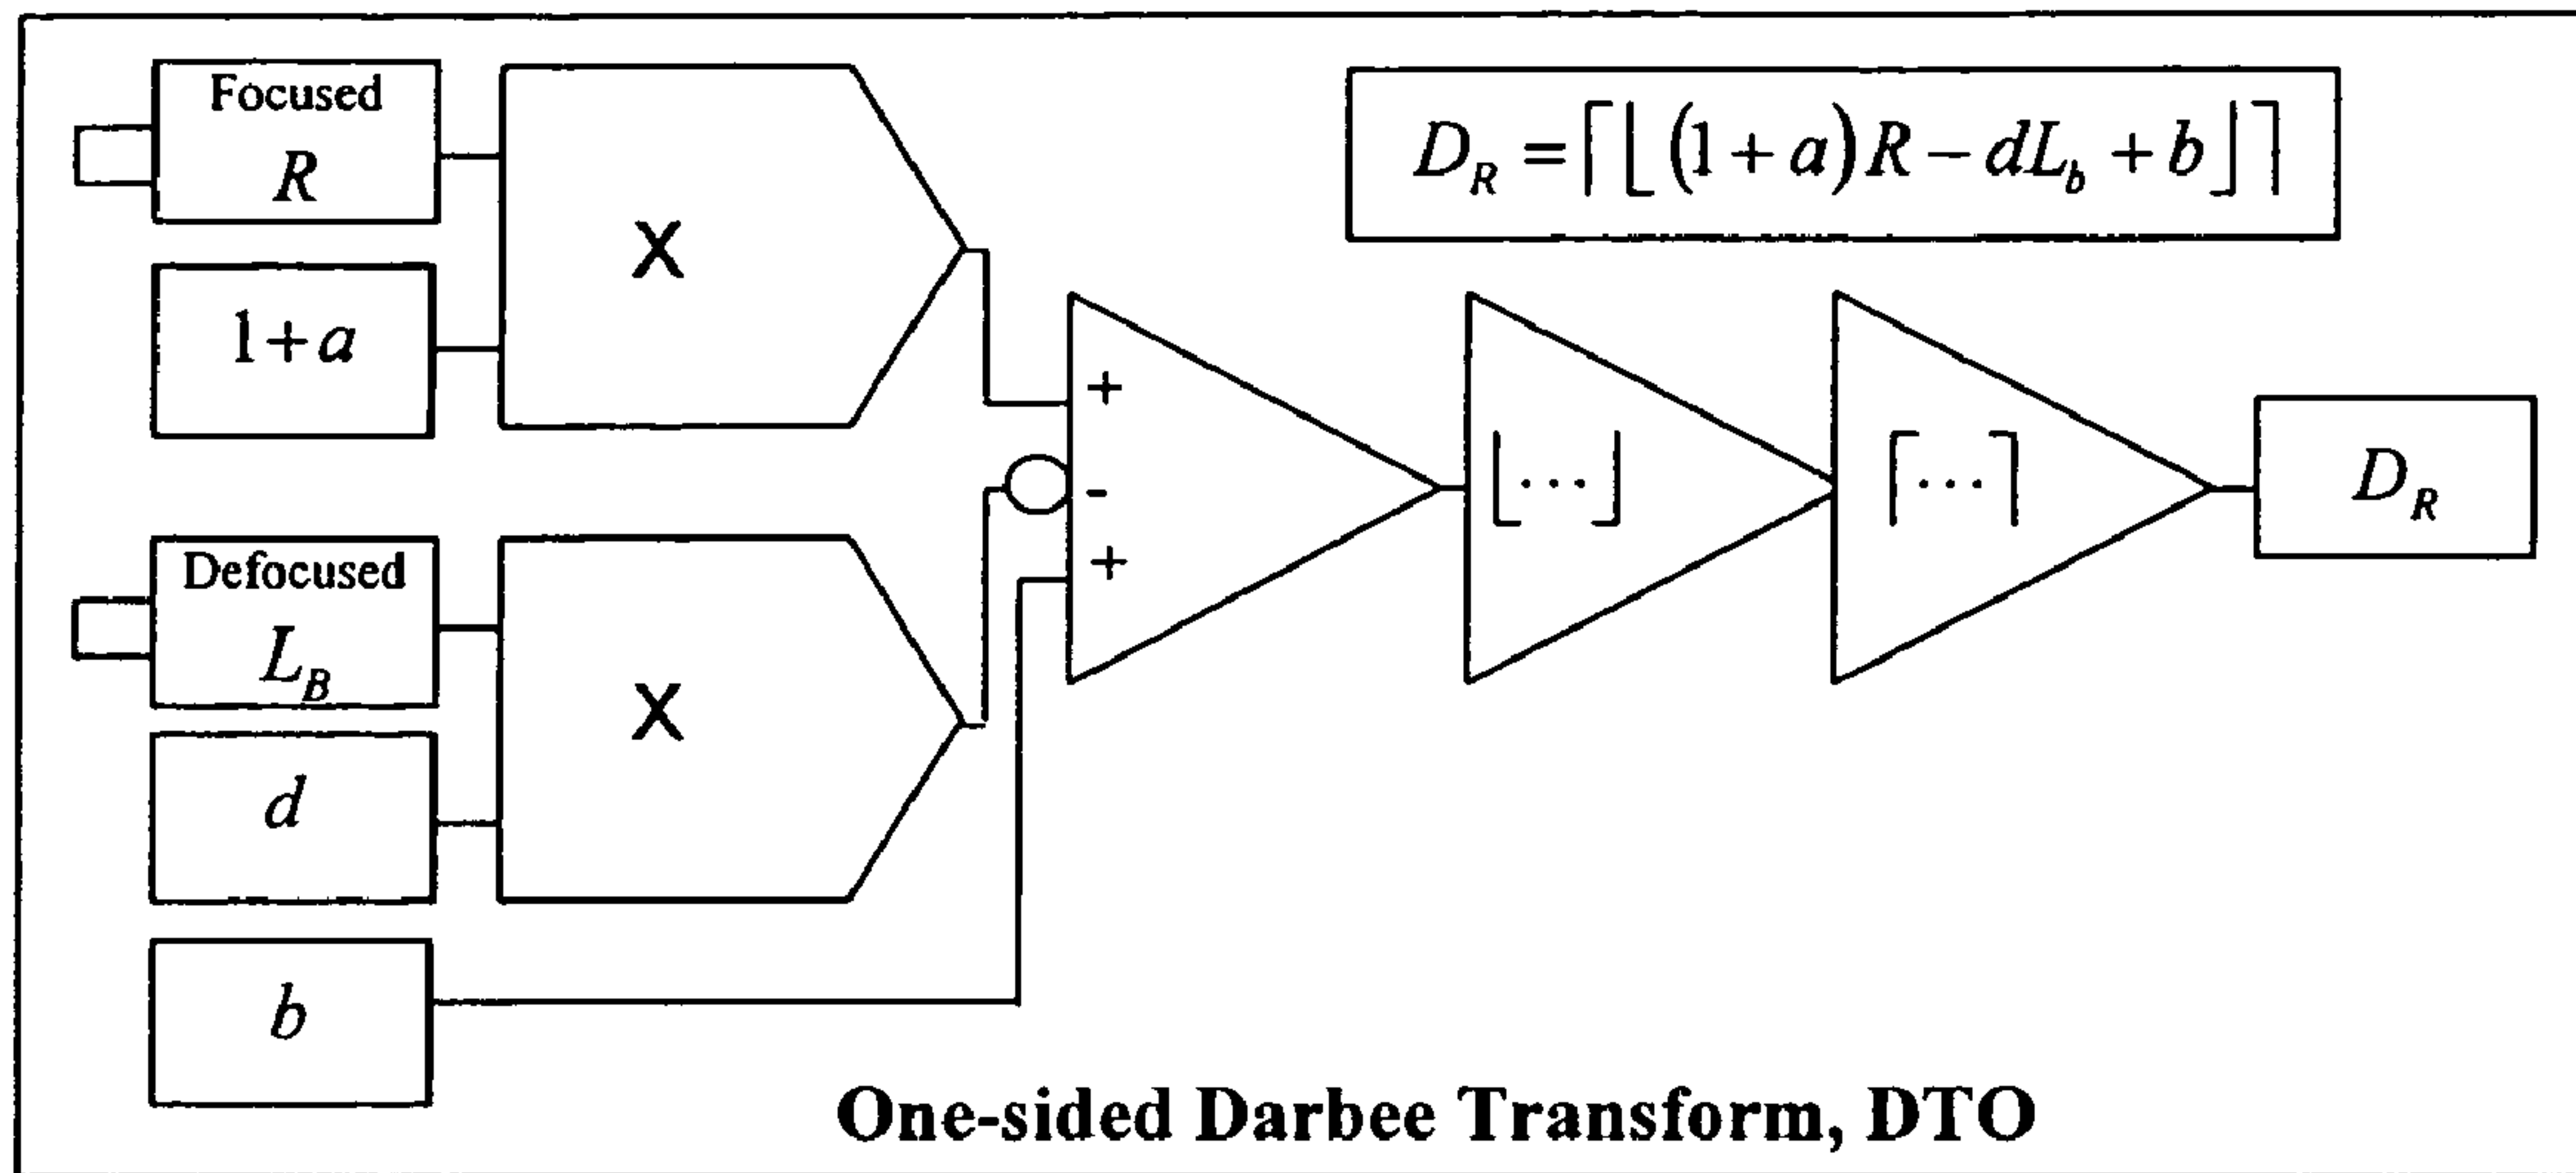 Focused
R
D_R = ⌈⌊(1+a)R − dL_b + b⌋⌉
X
1+a
+
-
+
⌊…⌋
⌈…⌉
D_R
Defocused
L_B
X
d
b
One-sided Darbee Transform, DTO